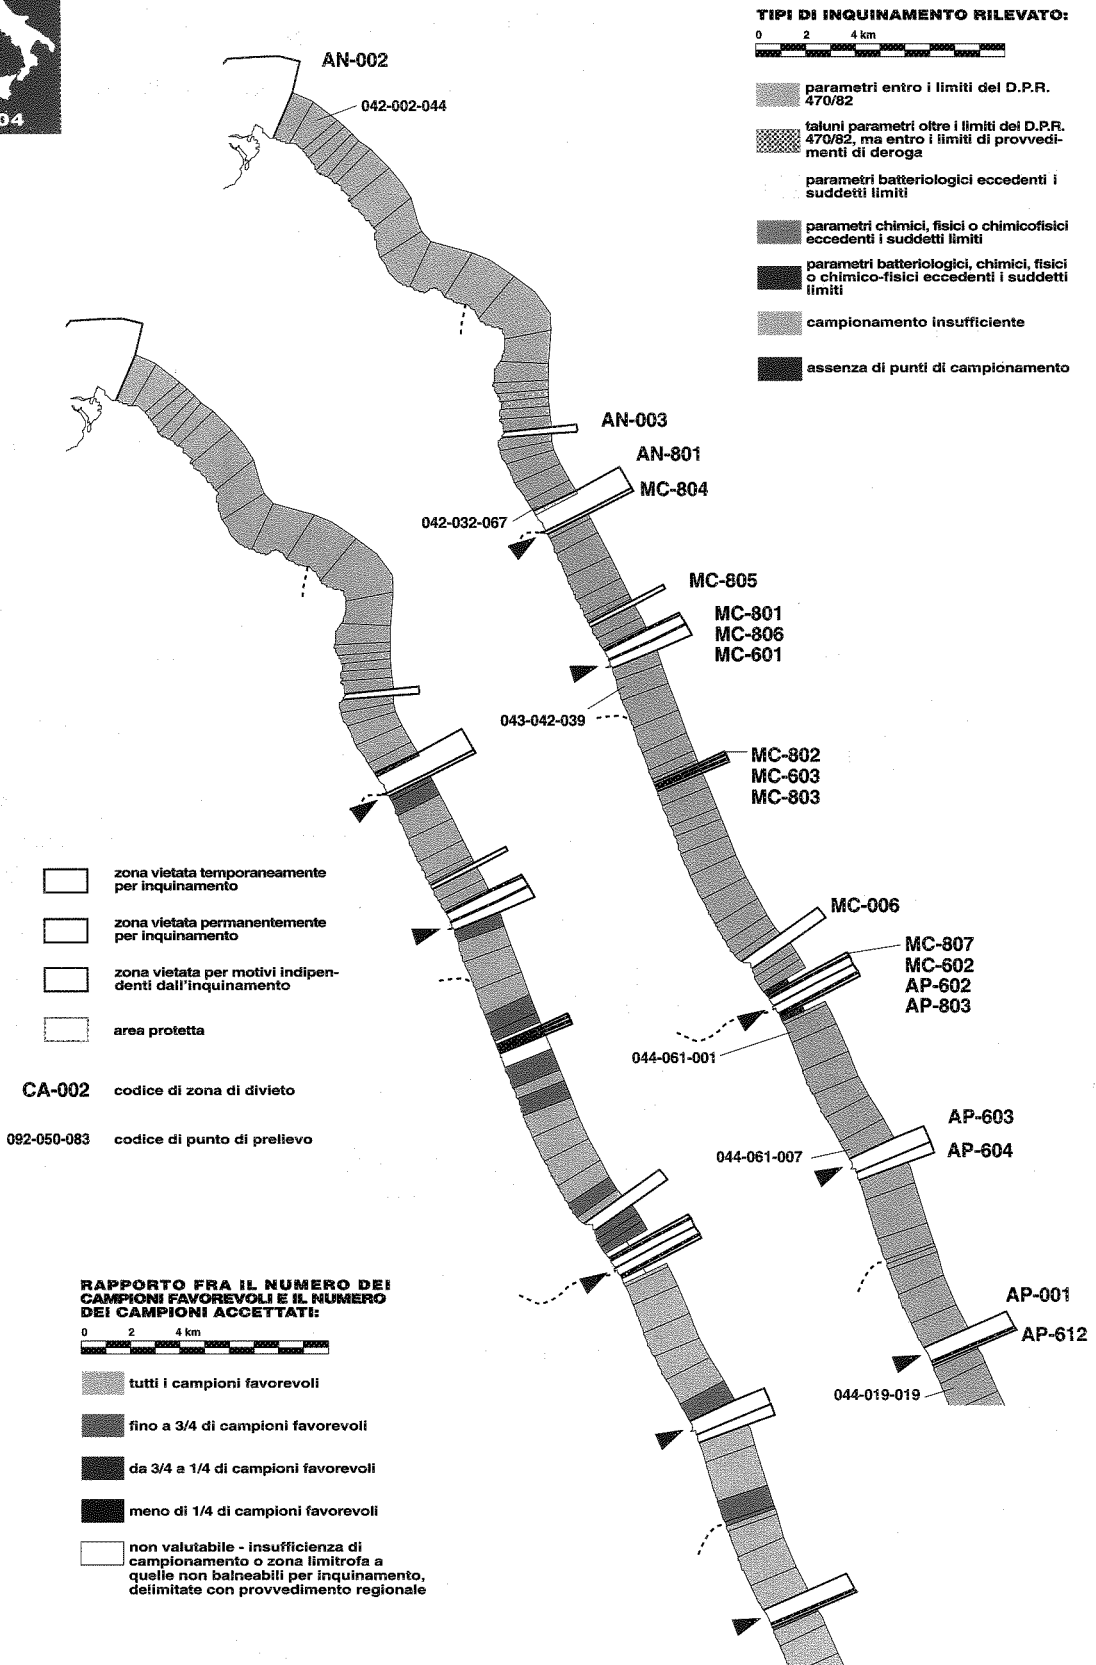 04
TIPI DI INQUINAMENTO RILEVATO:
0 2 4 km
parametri entro i limiti del D.P.R.
470/82
taluni parametri oltre i limiti del D.P.R.
470/82, ma entro i limiti di provvedi-
menti di deroga
parametri batteriologici eccedenti i
suddetti limiti
parametri chimici, fisici o chimicofisici
eccedenti i suddetti limiti
parametri batteriologici, chimici, fisici
o chimico-fisici eccedenti i suddetti
limiti
campionamento insufficiente
assenza di punti di campionamento
AN-002
042-002-044
AN-003
AN-801
MC-804
042-032-067
MC-805
MC-801
MC-806
MC-601
043-042-039
MC-802
MC-603
MC-803
MC-006
MC-807
MC-602
AP-602
AP-803
044-061-001
AP-603
044-061-007
AP-604
AP-001
AP-612
044-019-019
zona vietata temporaneamente
per inquinamento
zona vietata permanentemente
per inquinamento
zona vietata per motivi indipen-
denti dall'inquinamento
area protetta
CA-002 codice di zona di divieto
092-050-083 codice di punto di prelievo
RAPPORTO FRA IL NUMERO DEI
CAMPIONI FAVOREVOLI E IL NUMERO
DEI CAMPIONI ACCETTATI:
0 2 4 km
tutti i campioni favorevoli
fino a 3/4 di campioni favorevoli
da 3/4 a 1/4 di campioni favorevoli
meno di 1/4 di campioni favorevoli
non valutabile - insufficienza di
campionamento o zona limitrofa a
quelle non balneabili per inquinamento,
delimitate con provvedimento regionale